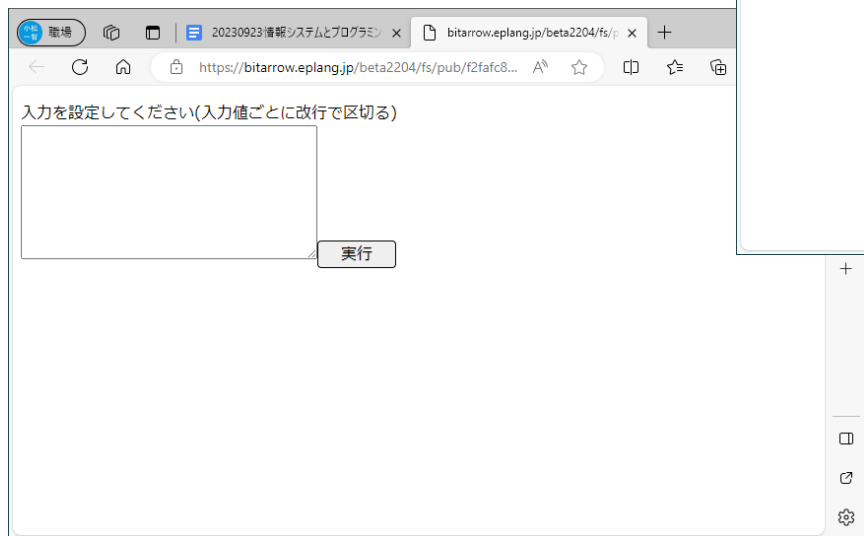 小松
一智
職場
20230923情報システムとプログラミン
bitarrow.eplang.jp/beta2204/fs/p
https://bitarrow.eplang.jp/beta2204/fs/pub/f2fafc8...
入力を設定してください(入力値ごとに改行で区切る)
実行